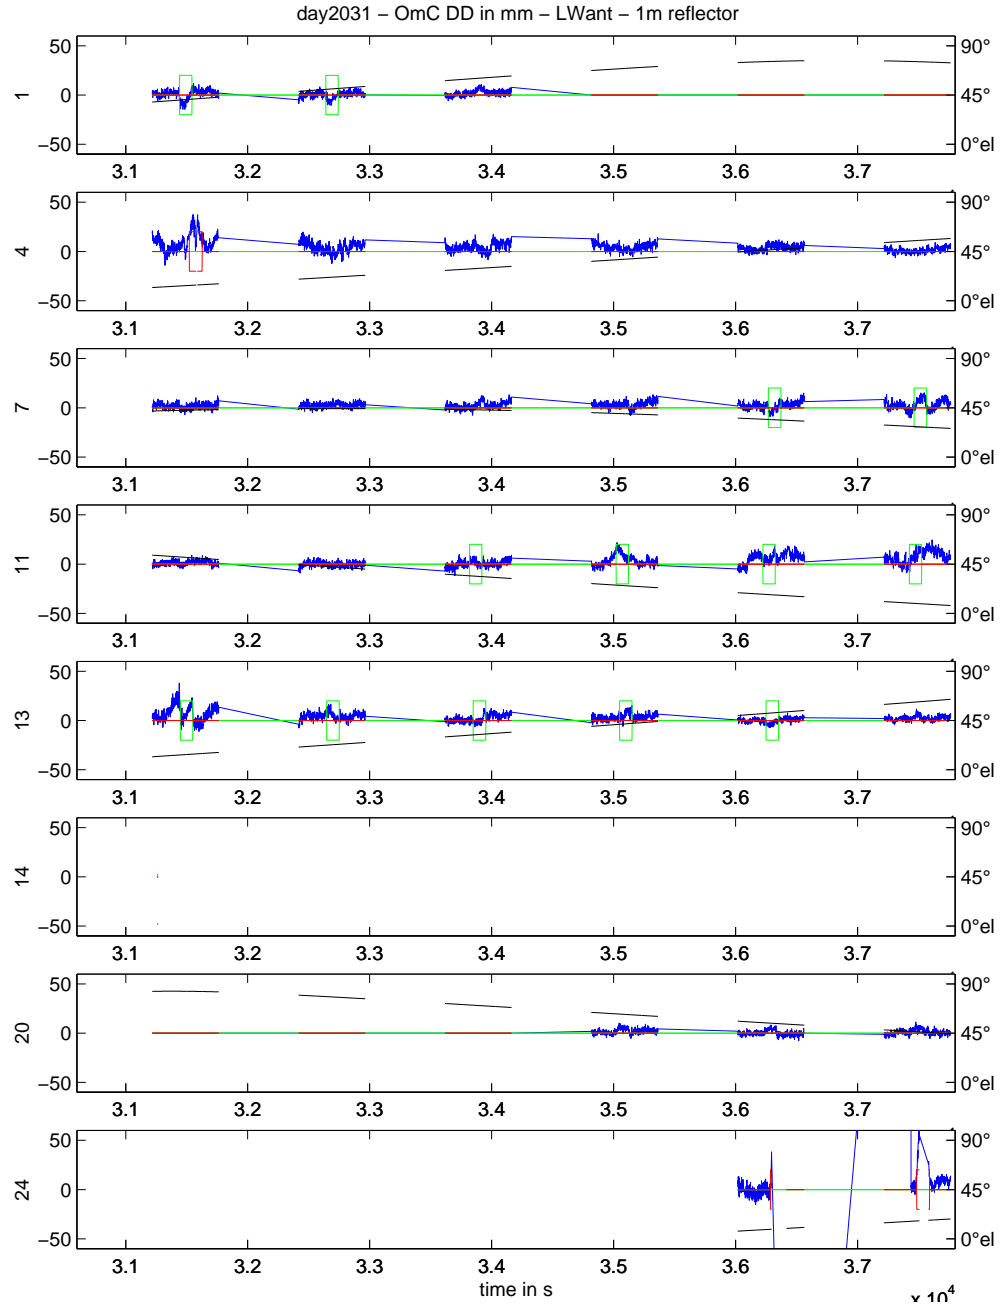 day2031 – OmC DD in mm – LWant – 1m reflector
50 90°
1 0 45°
−50 0°el
3.1 3.2 3.3 3.4 3.5 3.6 3.7
50 90°
4 0 45°
−50 0°el
3.1 3.2 3.3 3.4 3.5 3.6 3.7
50 90°
7 0 45°
−50 0°el
3.1 3.2 3.3 3.4 3.5 3.6 3.7
50 90°
11 0 45°
−50 0°el
3.1 3.2 3.3 3.4 3.5 3.6 3.7
50 90°
13 0 45°
−50 0°el
3.1 3.2 3.3 3.4 3.5 3.6 3.7
50 90°
14 0 45°
−50 0°el
3.1 3.2 3.3 3.4 3.5 3.6 3.7
50 90°
20 0 45°
−50 0°el
3.1 3.2 3.3 3.4 3.5 3.6 3.7
50 90°
24 0 45°
−50 0°el
3.1 3.2 3.3 3.4 3.5 3.6 3.7
time in s
x 10^4